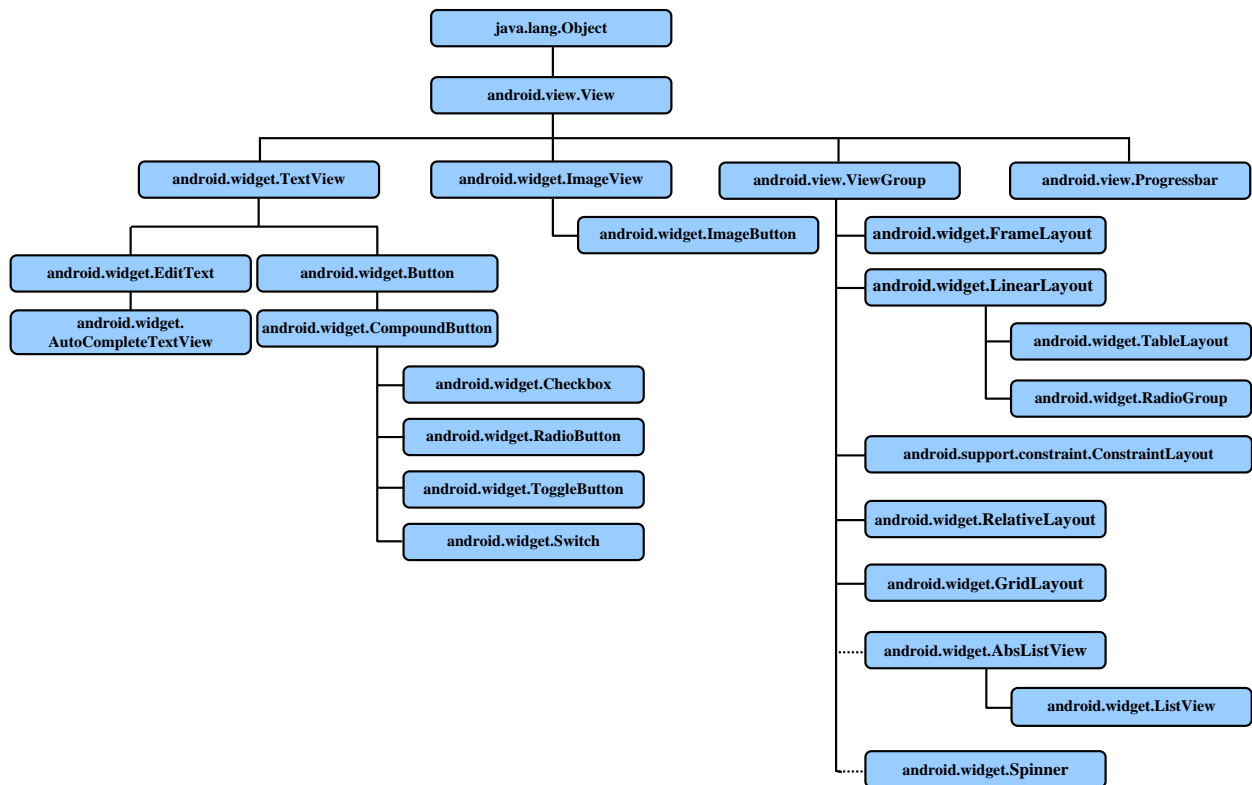 java.lang.Object
android.view.View
android.widget.TextView
android.widget.ImageView
android.view.ViewGroup
android.view.Progressbar
android.widget.ImageButton
android.widget.FrameLayout
android.widget.EditText
android.widget.Button
android.widget.LinearLayout
android.widget.
AutoCompleteTextView
android.widget.CompoundButton
android.widget.TableLayout
android.widget.Checkbox
android.widget.RadioGroup
android.widget.RadioButton
android.support.constraint.ConstraintLayout
android.widget.ToggleButton
android.widget.RelativeLayout
android.widget.Switch
android.widget.GridLayout
android.widget.AbsListView
android.widget.ListView
android.widget.Spinner